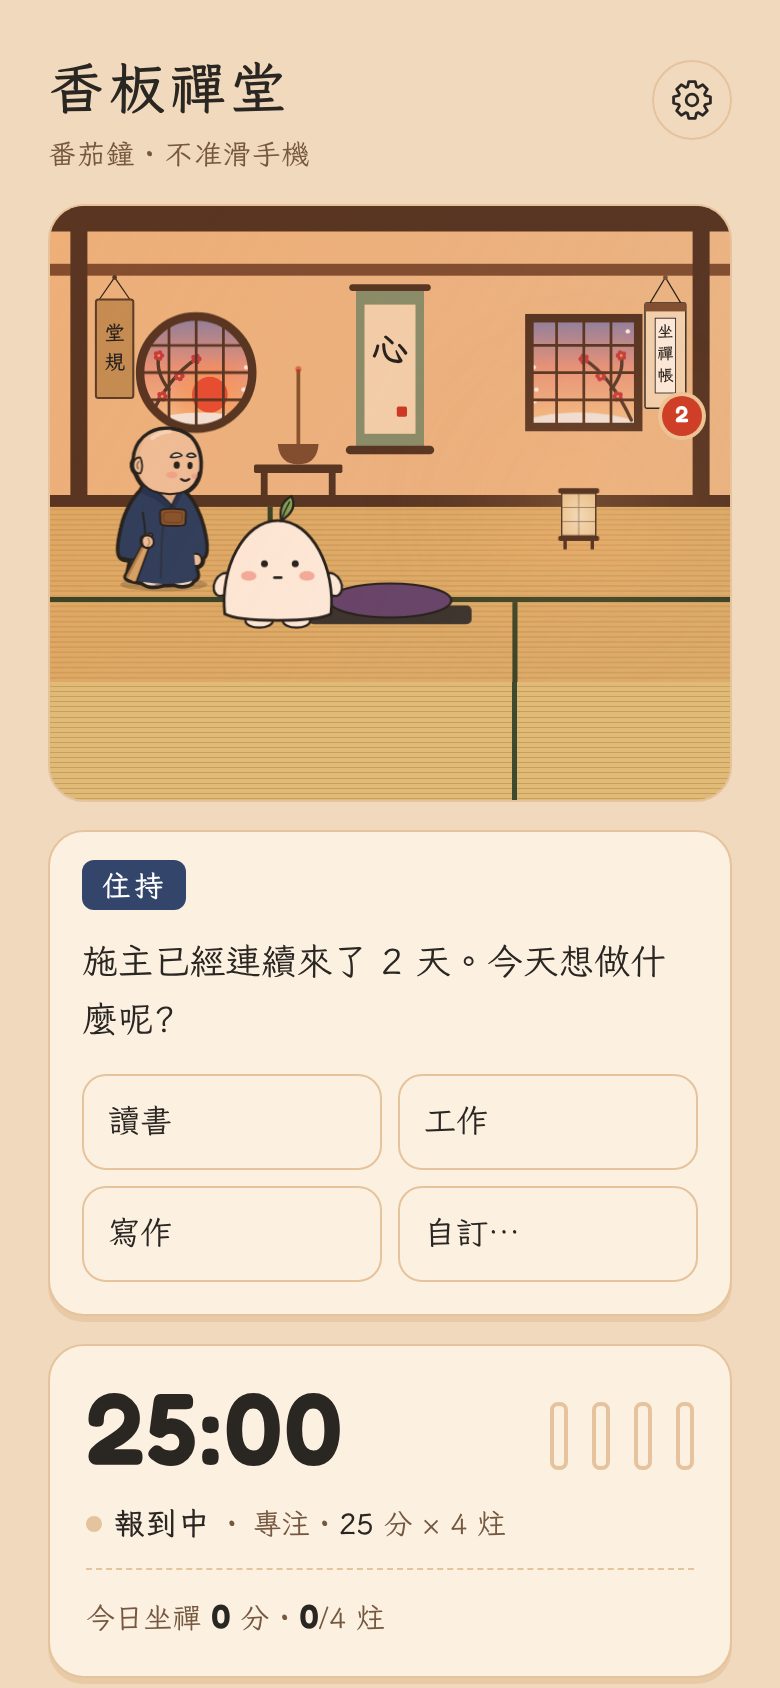 香板禪堂
番茄鐘・不准滑手機
堂規
心
坐禪帳
2
住持
施主已經連續來了 2 天。今天想做什
麼呢?
讀書
工作
寫作
自訂…
25:00
報到中 ・ 專注・25 分 × 4 炷
今日坐禪 0 分・0/4 炷